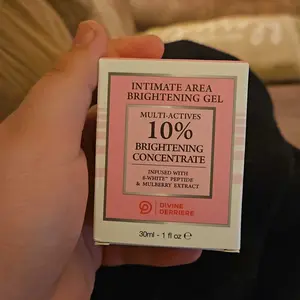 INTIMATE AREA
BRIGHTENING GEL
MULTI-ACTIVES
10%
BRIGHTENING
CONCENTRATE
INFUSED WITH
β-WHITE™ PEPTIDE
& MULBERRY EXTRACT
DIVINE
DERRIERE
30ml - 1 fl oz ℮